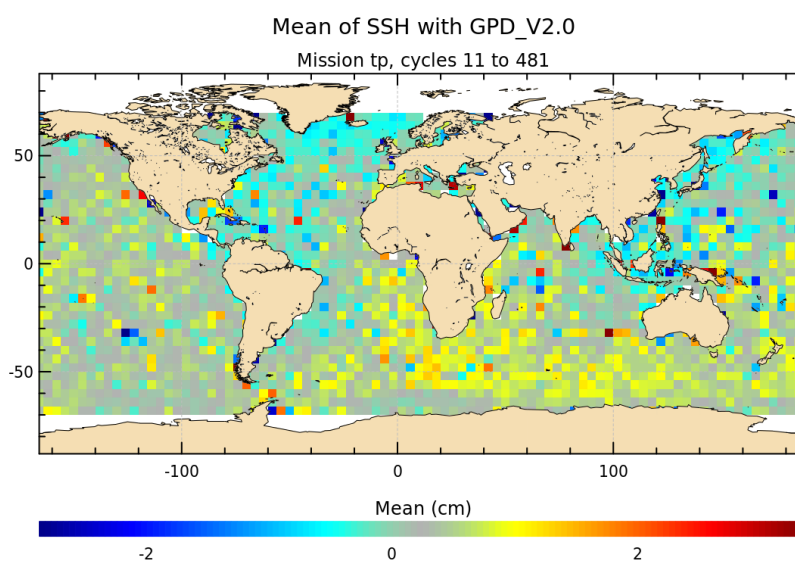 Mean of SSH with GPD_V2.0
Mission tp, cycles 11 to 481
50
0
-50
-100 0 100
Mean (cm)
-2 0 2